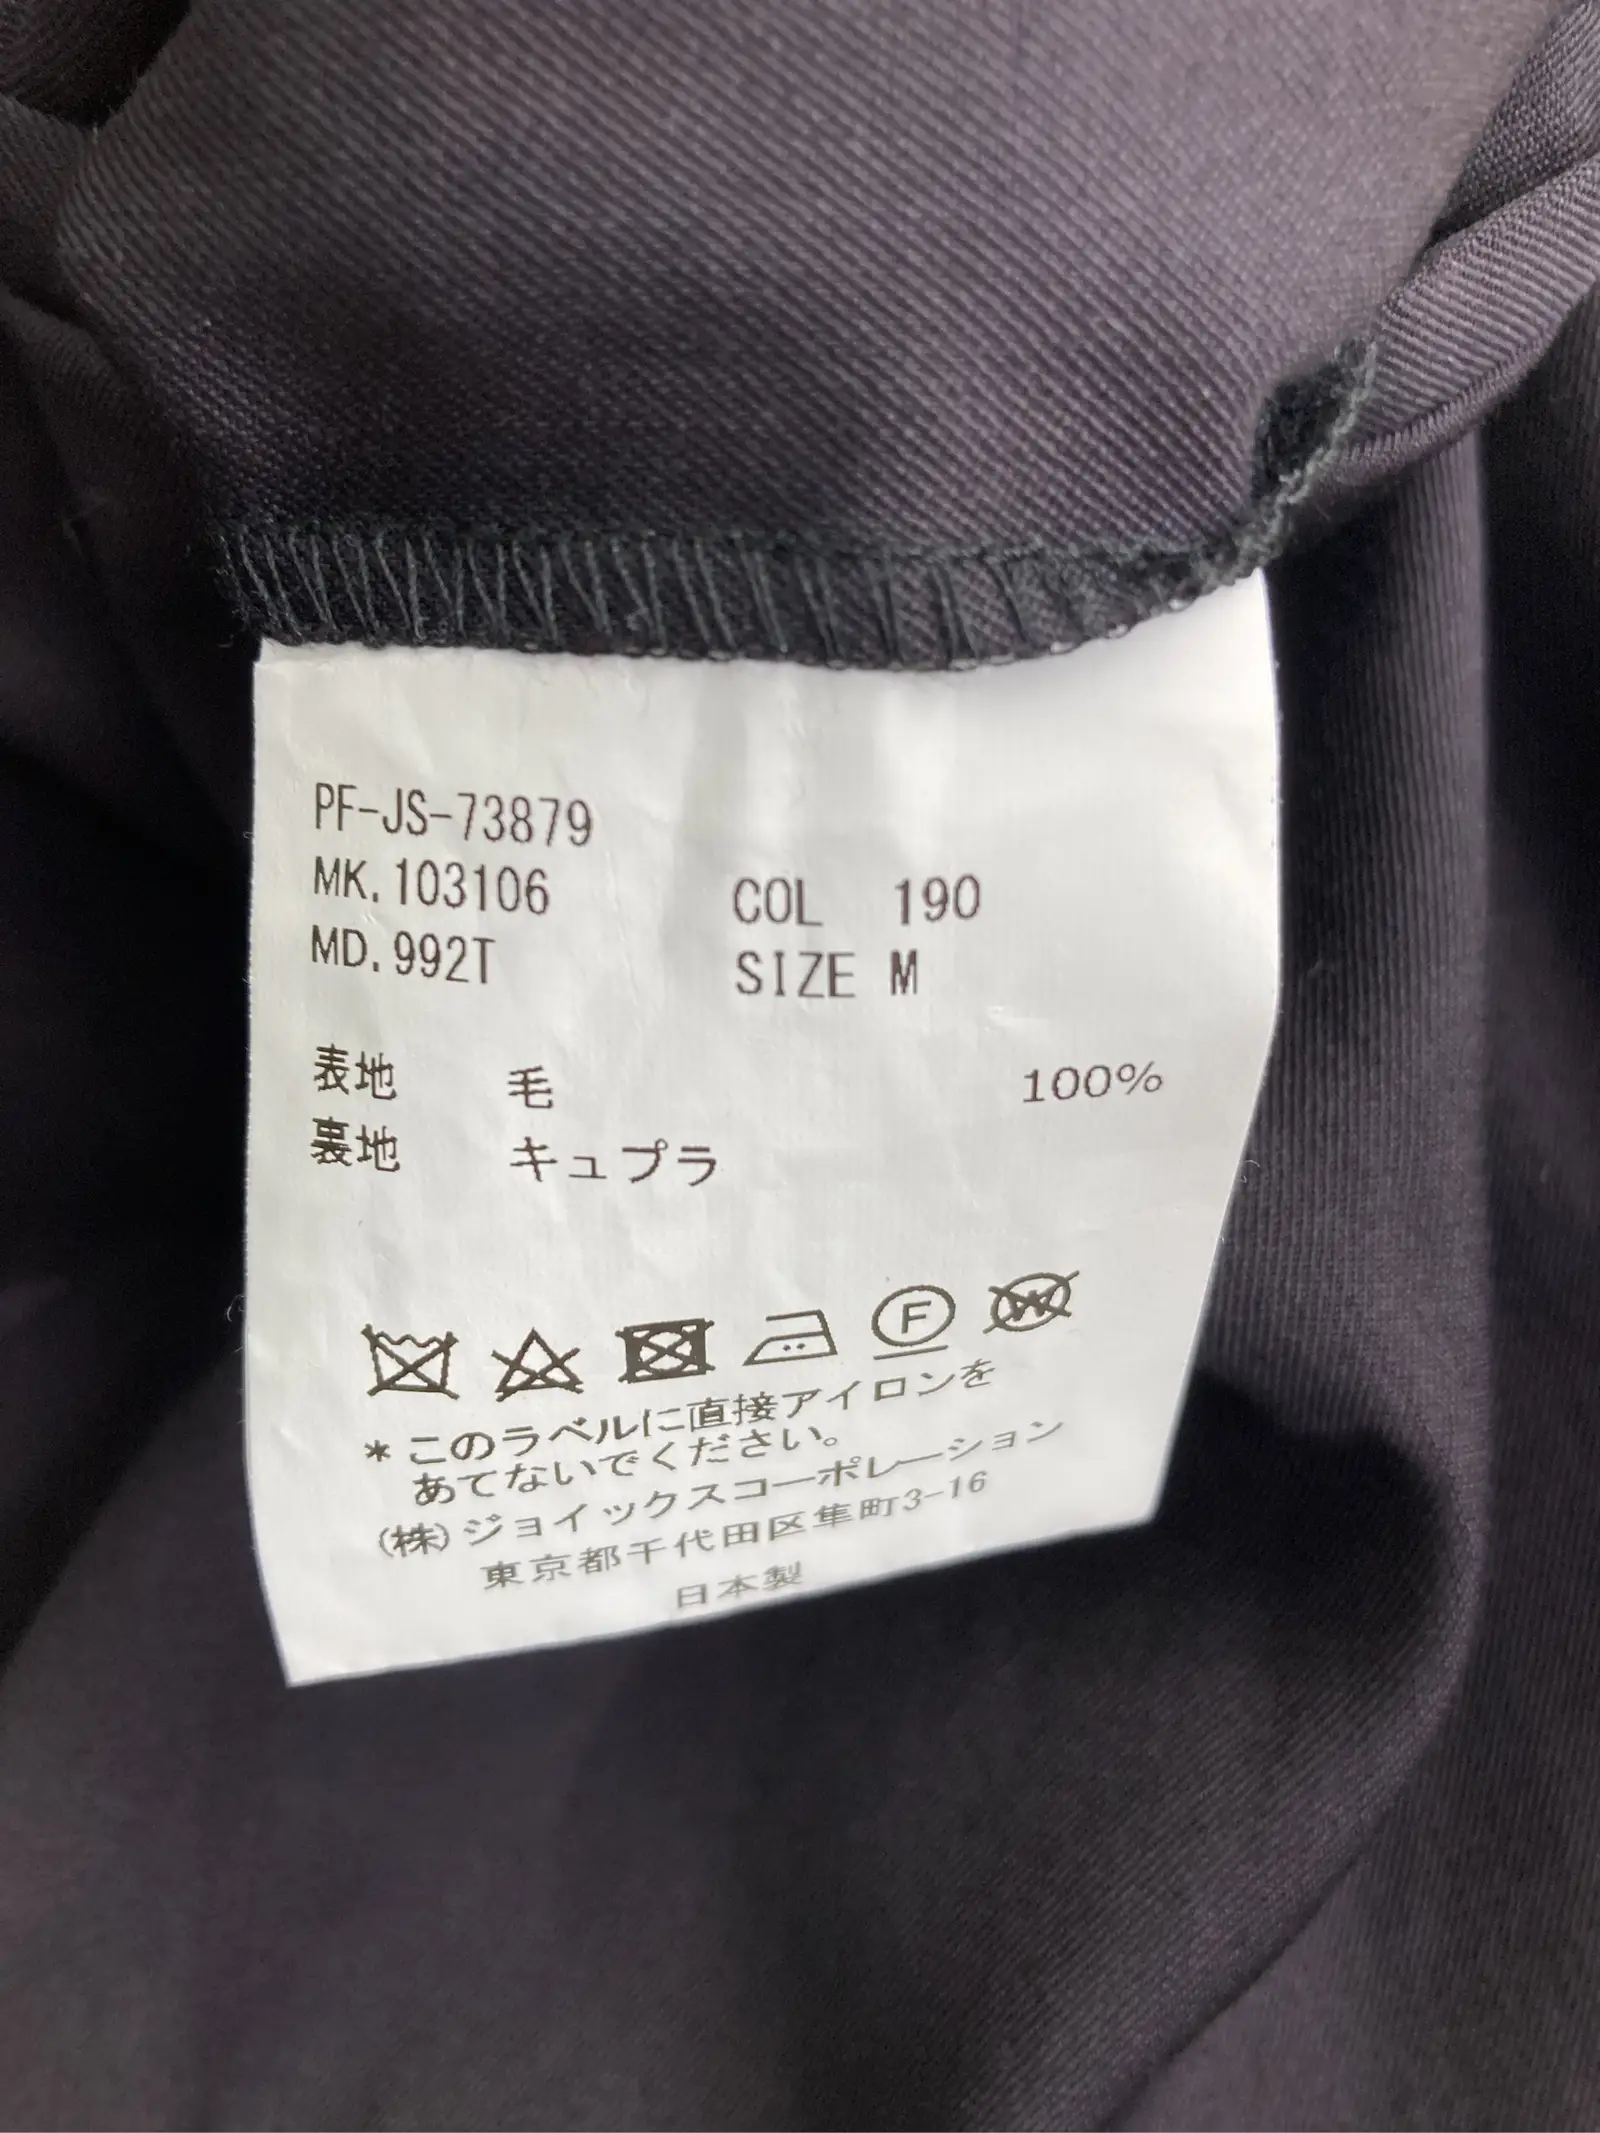 PF-JS-73879
MK.103106 COL 190
MD.992T SIZE M
表地 毛 100%
裏地 キュプラ
F W
* このラベルに直接アイロンを
あてないでください。
(株)ジョイックスコーポレーション
東京都千代田区隼町3-16
日本製